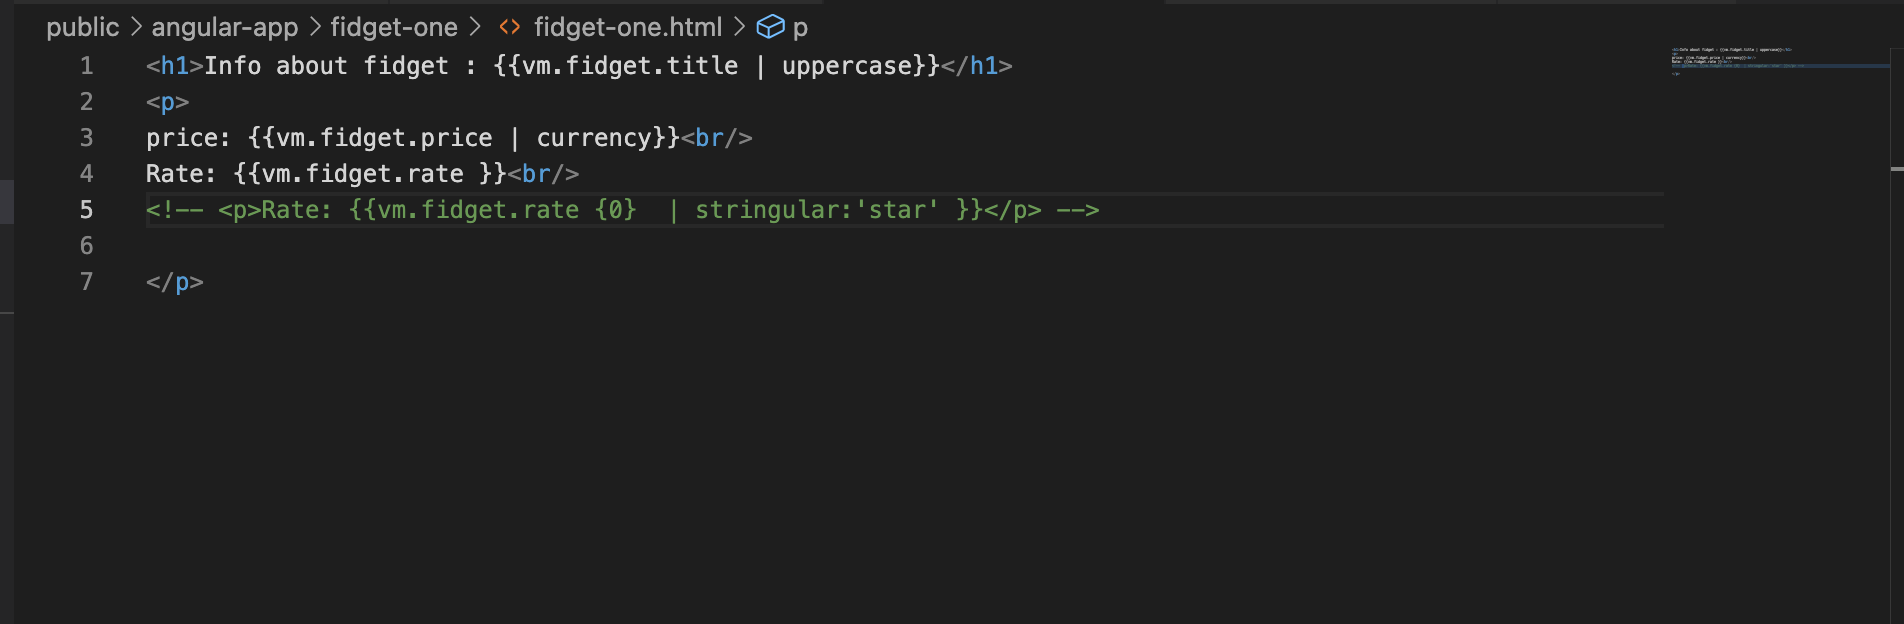 public > angular-app > fidget-one > <> fidget-one.html > p
1 <h1>Info about fidget : {{vm.fidget.title | uppercase}}</h1>
2 <p>
3 price: {{vm.fidget.price | currency}}<br/>
4 Rate: {{vm.fidget.rate }}<br/>
5 <!-- <p>Rate: {{vm.fidget.rate {0}  | stringular:'star' }}</p> -->
6
7 </p>